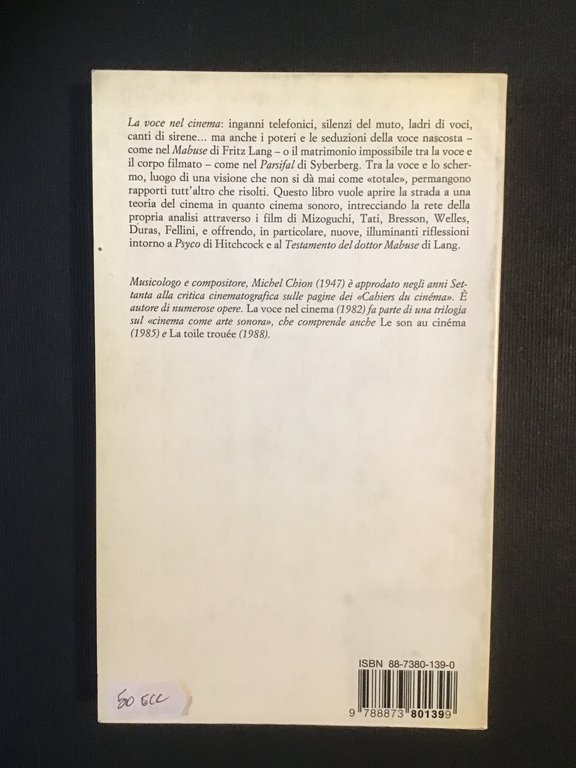 La voce nel cinema: inganni telefonici, silenzi del muto, ladri di voci,
canti di sirene... ma anche i poteri e le seduzioni della voce nascosta –
come nel Mabuse di Fritz Lang – o il matrimonio impossibile tra la voce e
il corpo filmato – come nel Parsifal di Syberberg. Tra la voce e lo scher-
mo, luogo di una visione che non si dà mai come «totale», permangono
rapporti tutt'altro che risolti. Questo libro vuole aprire la strada a una
teoria del cinema in quanto cinema sonoro, intrecciando la rete della
propria analisi attraverso i film di Mizoguchi, Tati, Bresson, Welles,
Duras, Fellini, e offrendo, in particolare, nuove, illuminanti riflessioni
intorno a Psyco di Hitchcock e al Testamento del dottor Mabuse di Lang.
Musicologo e compositore, Michel Chion (1947) è approdato negli anni Set-
tanta alla critica cinematografica sulle pagine dei «Cahiers du cinéma». È
autore di numerose opere. La voce nel cinema (1982) fa parte di una trilogia
sul «cinema come arte sonora», che comprende anche Le son au cinéma
(1985) e La toile trouée (1988).
ISBN 88-7380-139-0
9 788873 801399
50 ECC